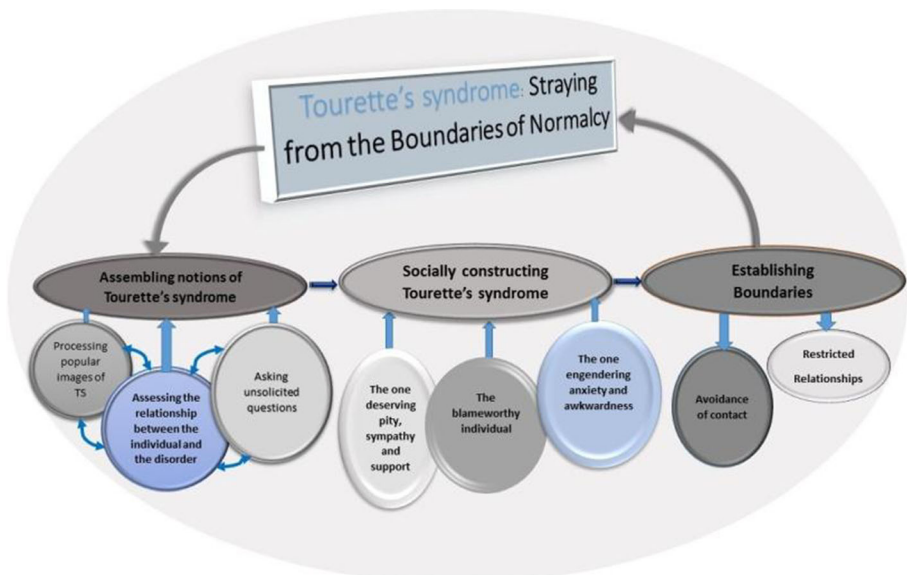 Tourette's syndrome: Straying
from the Boundaries of Normalcy
Assembling notions of
Tourette's syndrome
Socially constructing
Tourette's syndrome
Establishing
Boundaries
Processing
popular
images of
TS
Assessing the
relationship
between the
individual and
the disorder
Asking
unsolicited
questions
The one
deserving
pity,
sympathy
and
support
The
blameworthy
individual
The one
engendering
anxiety and
awkwardness
Avoidance
of contact
Restricted
Relationships